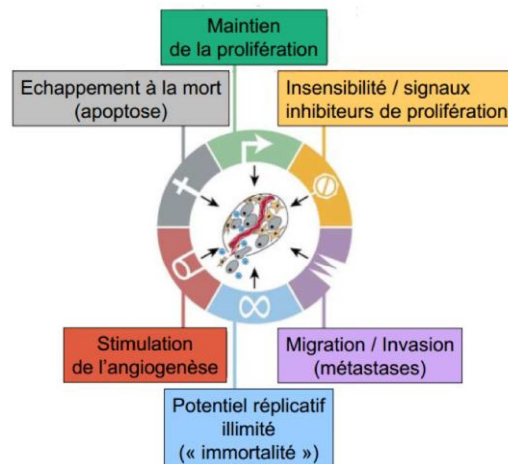 Maintien
de la prolifération
Echappement à la mort
(apoptose)
Insensibilité / signaux
inhibiteurs de prolifération
Stimulation
de l'angiogenèse
Migration / Invasion
(métastases)
Potentiel réplicatif
illimité
(« immortalité »)